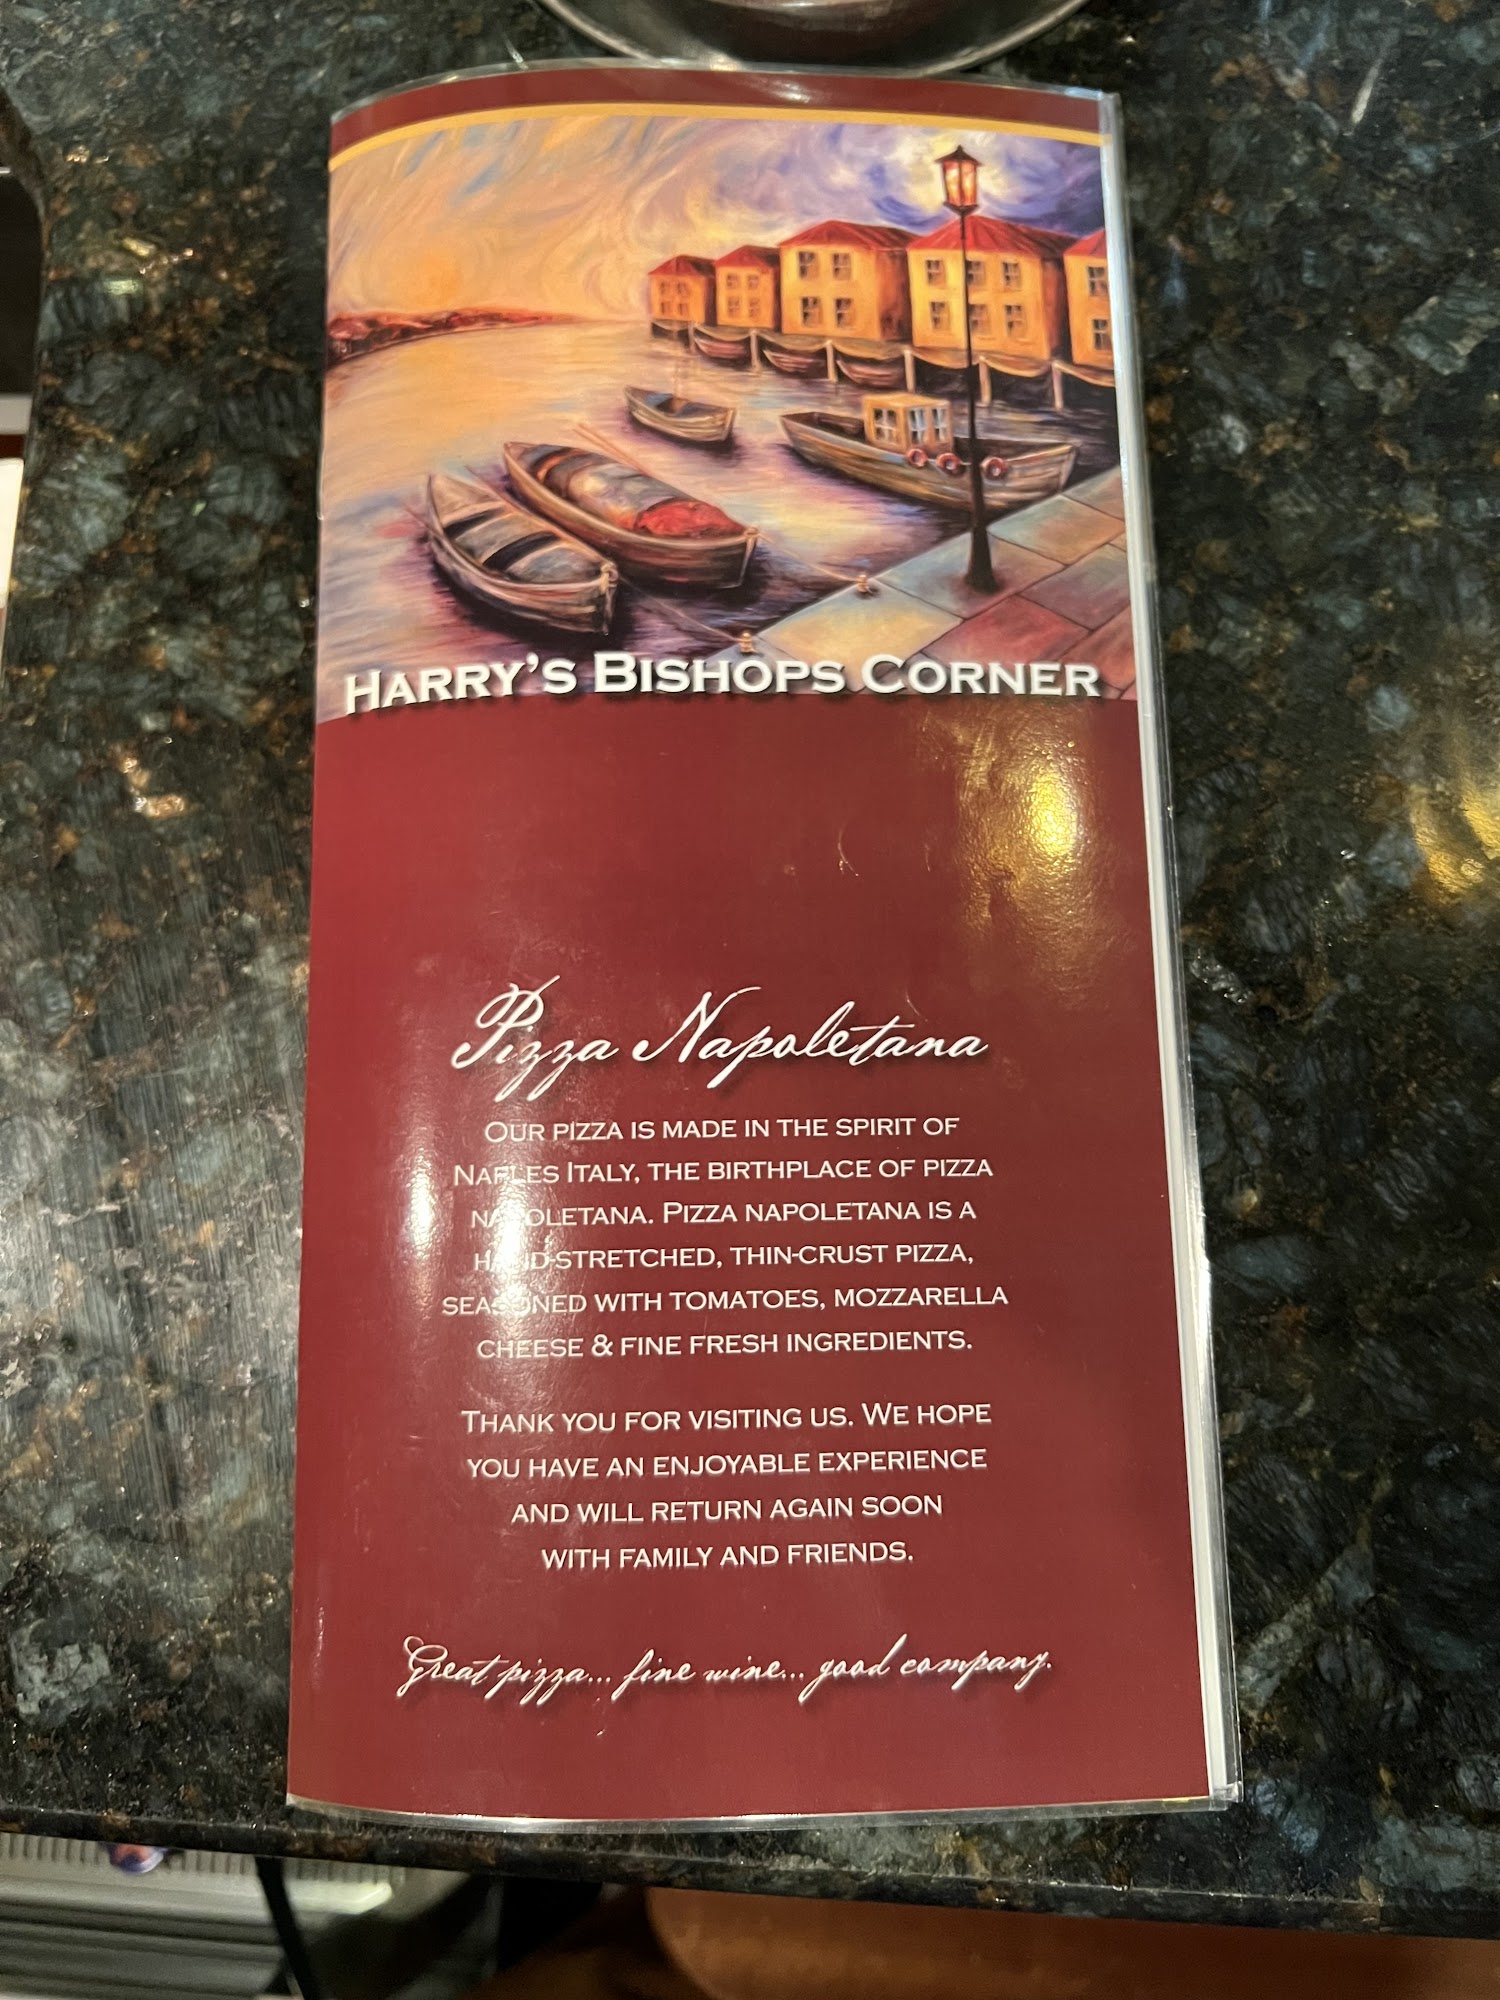 HARRY'S BISHOPS CORNER
Pizza Napoletana
OUR PIZZA IS MADE IN THE SPIRIT OF
NAPLES ITALY, THE BIRTHPLACE OF PIZZA
NAPOLETANA. PIZZA NAPOLETANA IS A
HAND-STRETCHED, THIN-CRUST PIZZA,
SEASONED WITH TOMATOES, MOZZARELLA
CHEESE & FINE FRESH INGREDIENTS.
THANK YOU FOR VISITING US. WE HOPE
YOU HAVE AN ENJOYABLE EXPERIENCE
AND WILL RETURN AGAIN SOON
WITH FAMILY AND FRIENDS.
Great pizza... fine wine... good company.